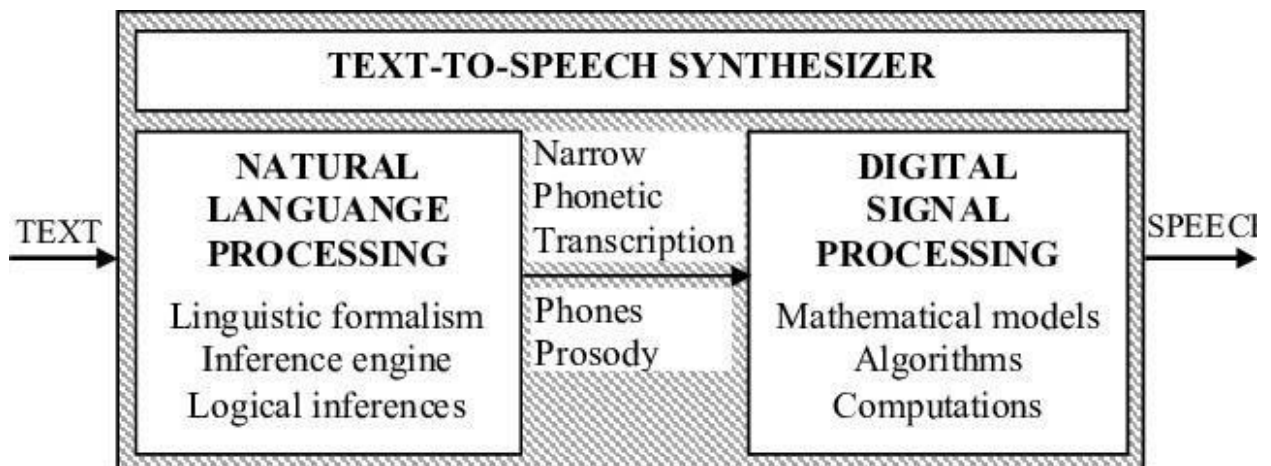 TEXT-TO-SPEECH SYNTHESIZER
TEXT
NATURAL
LANGUANGE
PROCESSING
Linguistic formalism
Inference engine
Logical inferences
Narrow
Phonetic
Transcription
Phones
Prosody
DIGITAL
SIGNAL
PROCESSING
Mathematical models
Algorithms
Computations
SPEECH